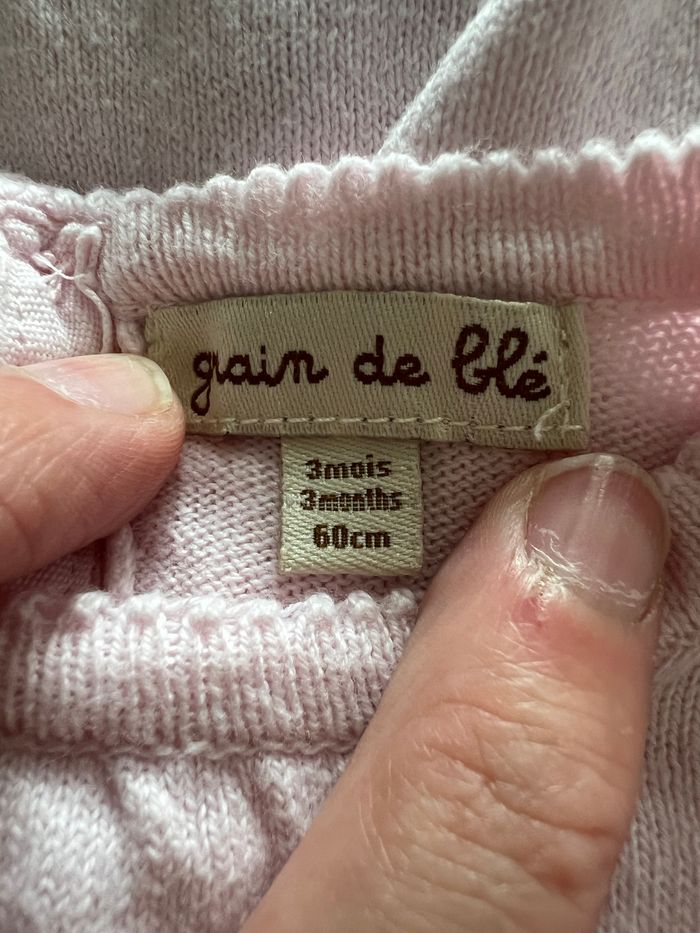 grain de blé
3mois
3months
60cm